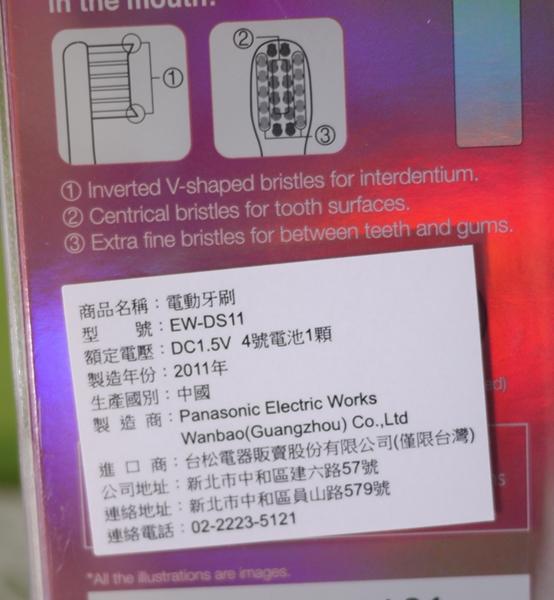 in the mouth.
①
②
③
① Inverted V-shaped bristles for interdentium.
② Centrical bristles for tooth surfaces.
③ Extra fine bristles for between teeth and gums.
商品名稱：電動牙刷
型　　號：EW-DS11
額定電壓：DC1.5V 4號電池1顆
製造年份：2011年
生產國別：中國
製 造 商：Panasonic Electric Works
Wanbao(Guangzhou) Co.,Ltd
進 口 商：台松電器販賣股份有限公司(僅限台灣)
公司地址：新北市中和區建六路57號
連絡地址：新北市中和區員山路579號
連絡電話：02-2223-5121
*All the illustrations are images.